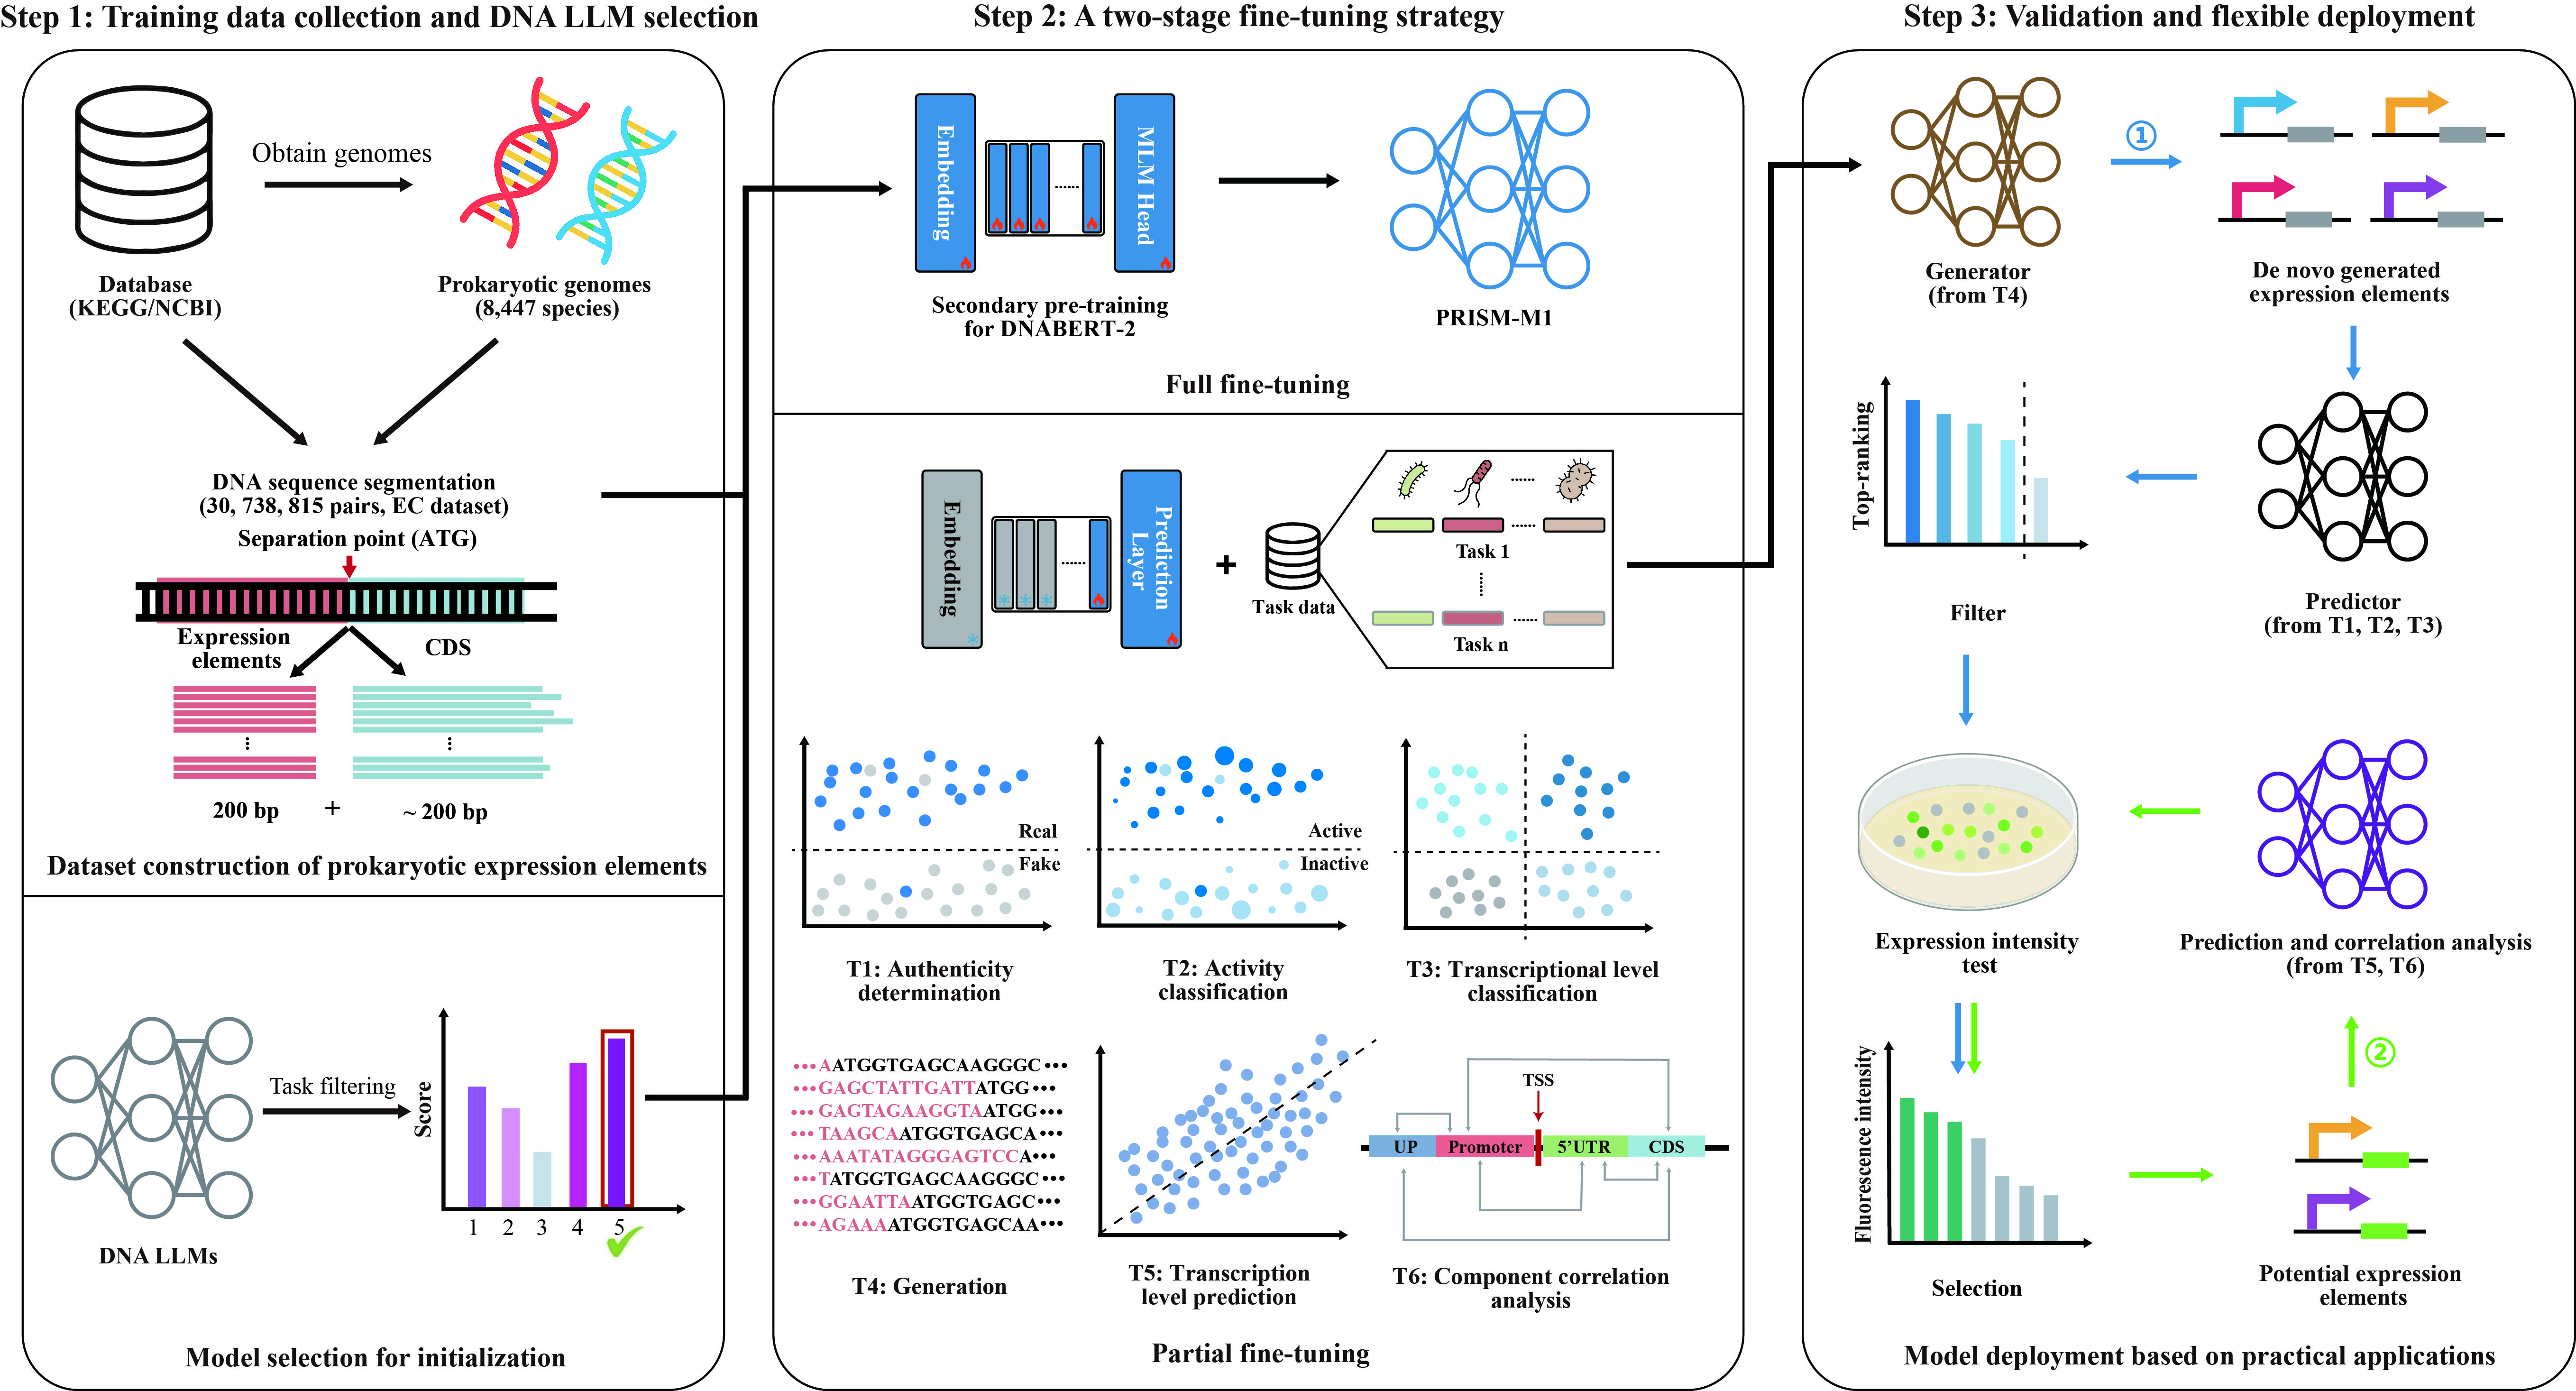 Step 1: Training data collection and DNA LLM selection
Obtain genomes
Database
(KEGG/NCBI)
Prokaryotic genomes
(8,447 species)
DNA sequence segmentation
(30, 738, 815 pairs, EC dataset)
Separation point (ATG)
Expression
elements
CDS
200 bp
+
~ 200 bp
Dataset construction of prokaryotic expression elements
Task filtering
Score
1
2
3
4
5
DNA LLMs
Model selection for initialization
Step 2: A two-stage fine-tuning strategy
Embedding
......
MLM Head
Secondary pre-training
for DNABERT-2
PRISM-M1
Full fine-tuning
Embedding
......
Prediction
Layer
+
Task data
......
......
Task 1
......
......
Task n
Real
Fake
T1: Authenticity
determination
Active
Inactive
T2: Activity
classification
T3: Transcriptional level
classification
•••AATGGTGAGCAAGGGC•••
•••GAGCTATTGATTATGG•••
•••GAGTAGAAGGTAATGG•••
•••TAAGCAATGGTGAGCA•••
•••AAATATAGGGAGTCCA•••
•••TATGGTGAGCAAGGGC•••
•••GGAATTAATGGTGAGC•••
•••AGAAAATGGTGAGCAA•••
T4: Generation
T5: Transcription
level prediction
TSS
UP
Promoter
5’UTR
CDS
T6: Component correlation
analysis
Partial fine-tuning
Step 3: Validation and flexible deployment
Generator
(from T4)
①
De novo generated
expression elements
Top-ranking
Filter
Predictor
(from T1, T2, T3)
Expression intensity
test
Prediction and correlation analysis
(from T5, T6)
②
Fluorescence intensity
Selection
Potential expression
elements
Model deployment based on practical applications